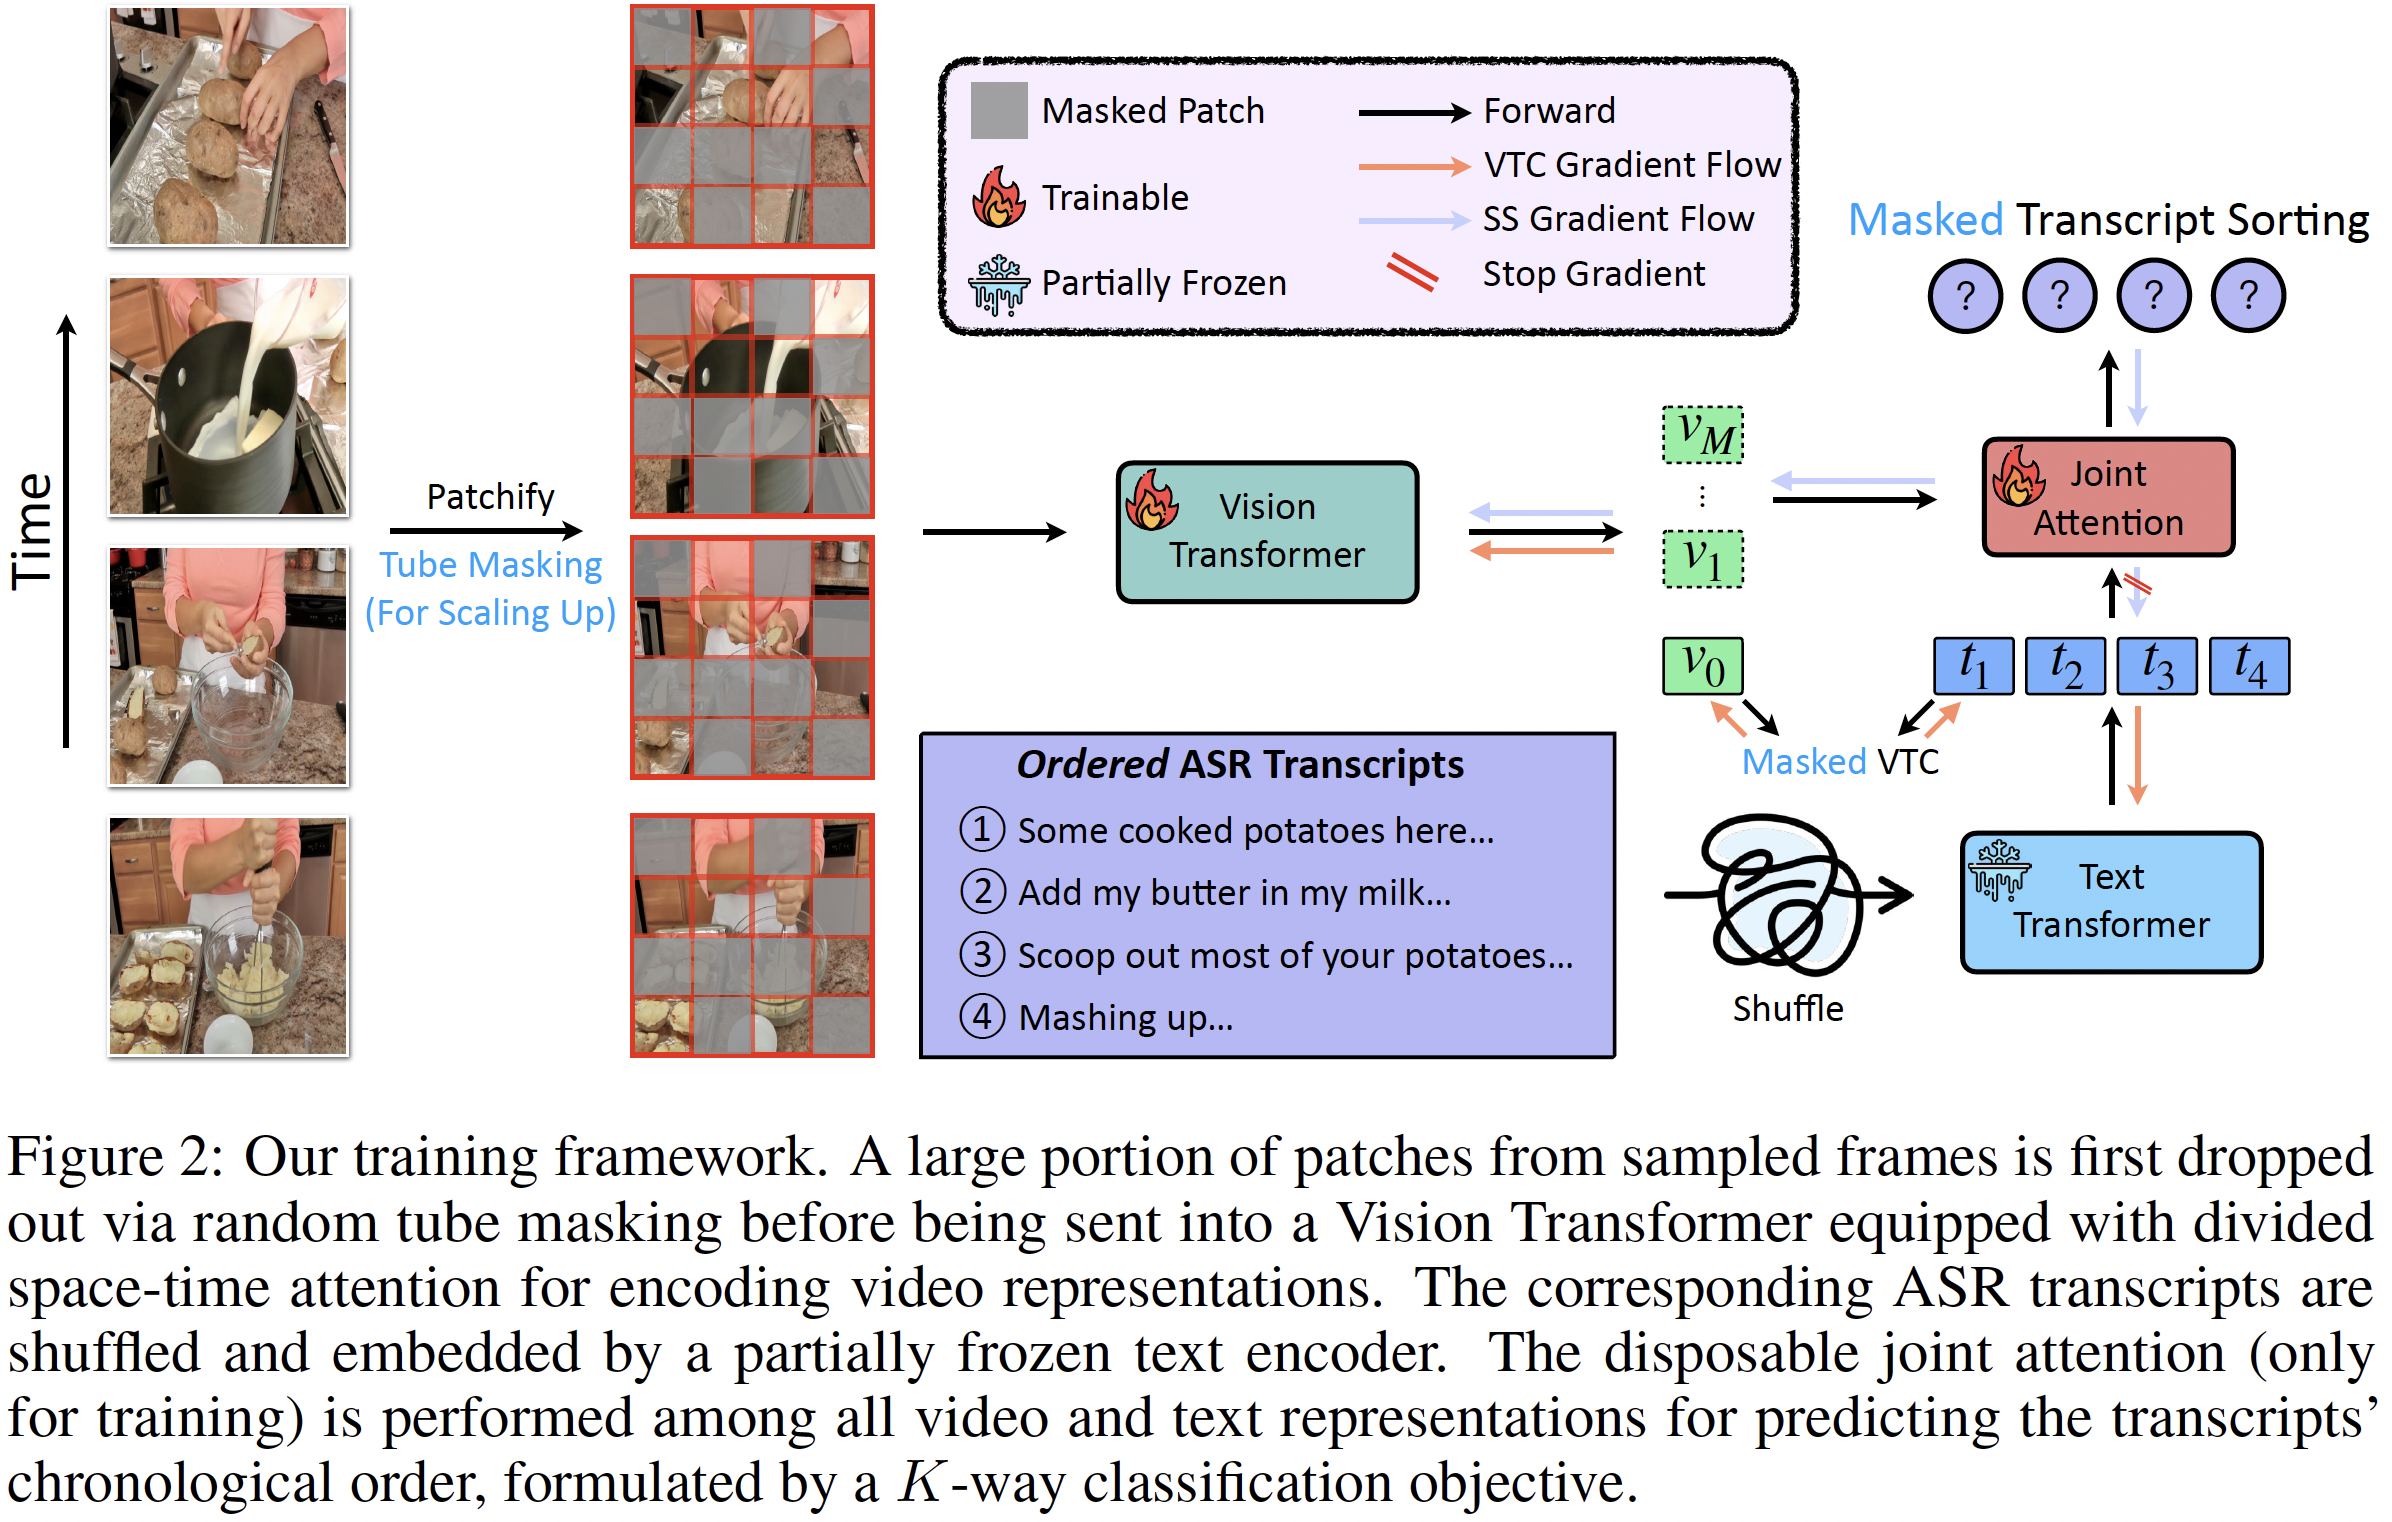 Time
Patchify
Tube Masking
(For Scaling Up)
Masked Patch
Trainable
Partially Frozen
Forward
VTC Gradient Flow
SS Gradient Flow
Stop Gradient
Masked Transcript Sorting
? ? ? ?
Vision
Transformer
v_M
⋮
v_1
v_0
Joint
Attention
t_1 t_2 t_3 t_4
Masked VTC
Ordered ASR Transcripts
① Some cooked potatoes here...
② Add my butter in my milk...
③ Scoop out most of your potatoes...
④ Mashing up...
Shuffle
Text
Transformer
Figure 2: Our training framework. A large portion of patches from sampled frames is first dropped
out via random tube masking before being sent into a Vision Transformer equipped with divided
space-time attention for encoding video representations. The corresponding ASR transcripts are
shuffled and embedded by a partially frozen text encoder. The disposable joint attention (only
for training) is performed among all video and text representations for predicting the transcripts’
chronological order, formulated by a K-way classification objective.